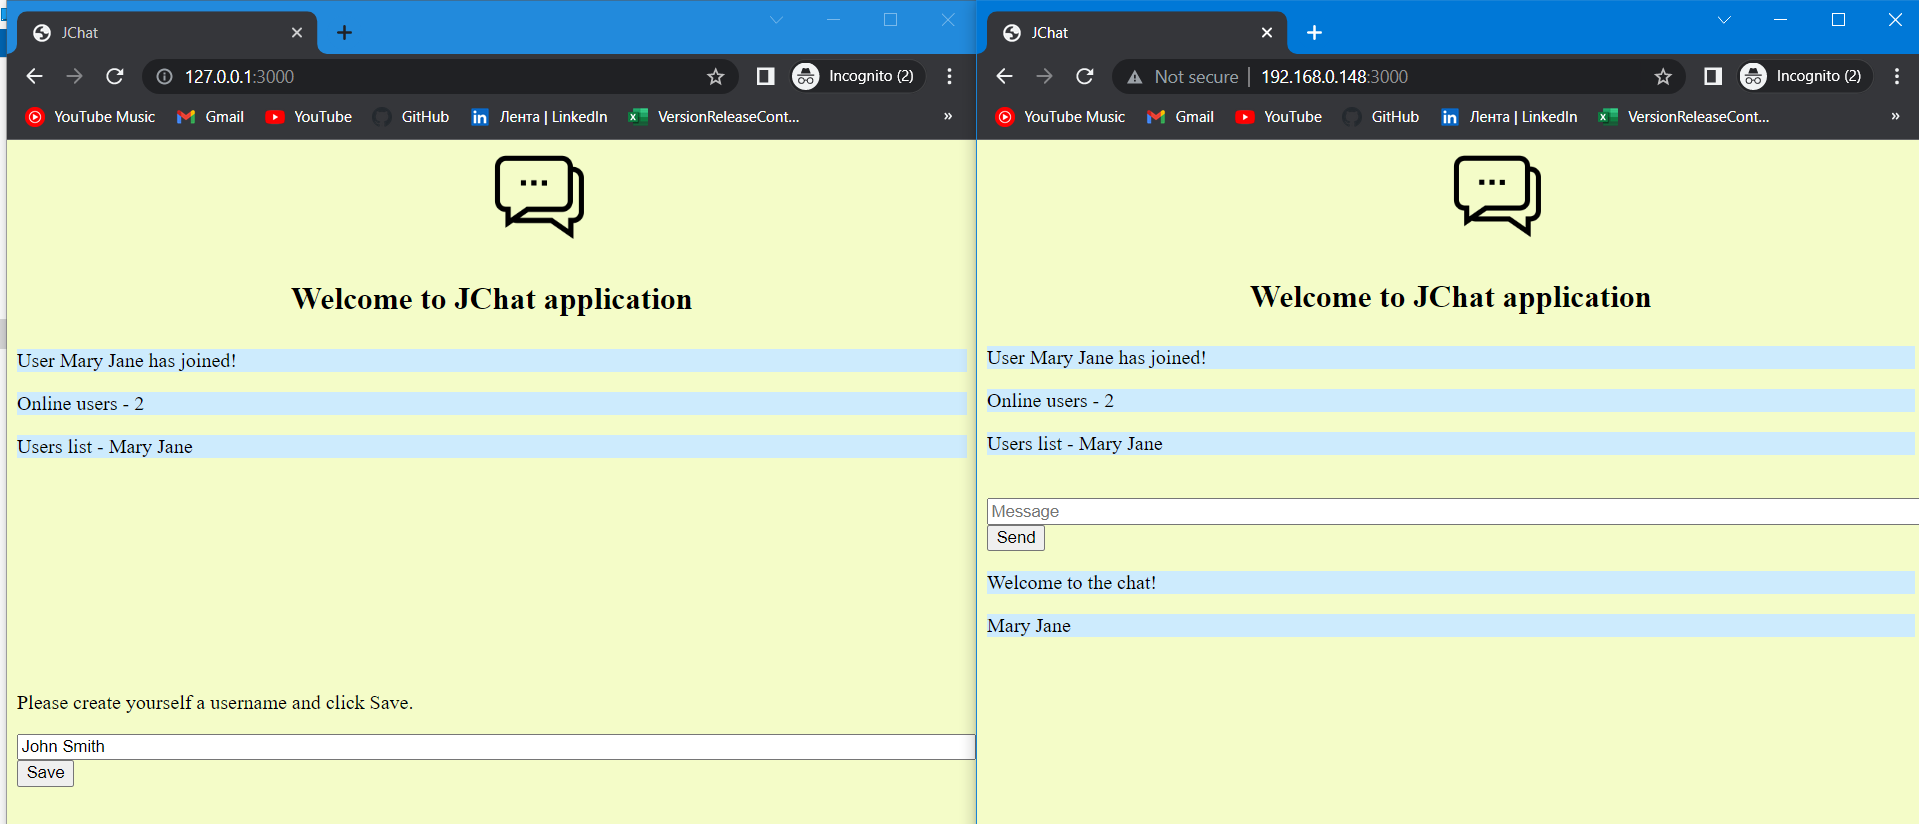 JChat
127.0.0.1:3000
Incognito (2)
YouTube Music
Gmail
YouTube
GitHub
Лента | LinkedIn
VersionReleaseCont...
»
Welcome to JChat application
User Mary Jane has joined!
Online users - 2
Users list - Mary Jane
Please create yourself a username and click Save.
John Smith
Save
JChat
Not secure | 192.168.0.148:3000
Incognito (2)
YouTube Music
Gmail
YouTube
GitHub
Лента | LinkedIn
VersionReleaseCont...
»
Welcome to JChat application
User Mary Jane has joined!
Online users - 2
Users list - Mary Jane
Message
Send
Welcome to the chat!
Mary Jane